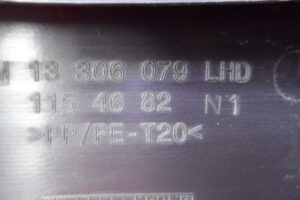 M 13 306 079 LHD
115 46 82 N1
>PP/PE-T20<